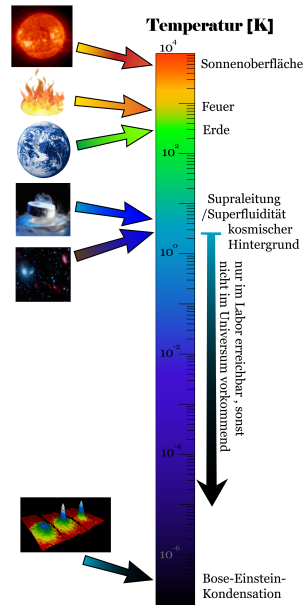 Temperatur [K]
10⁴
Sonnenoberfläche
Feuer
Erde
10²
Supraleitung
/Superfluidität
kosmischer
Hintergrund
10⁰
nur im Labor erreichbar , sonst
nicht im Universum vorkommend
10⁻²
10⁻⁴
10⁻⁶
Bose-Einstein-
Kondensation